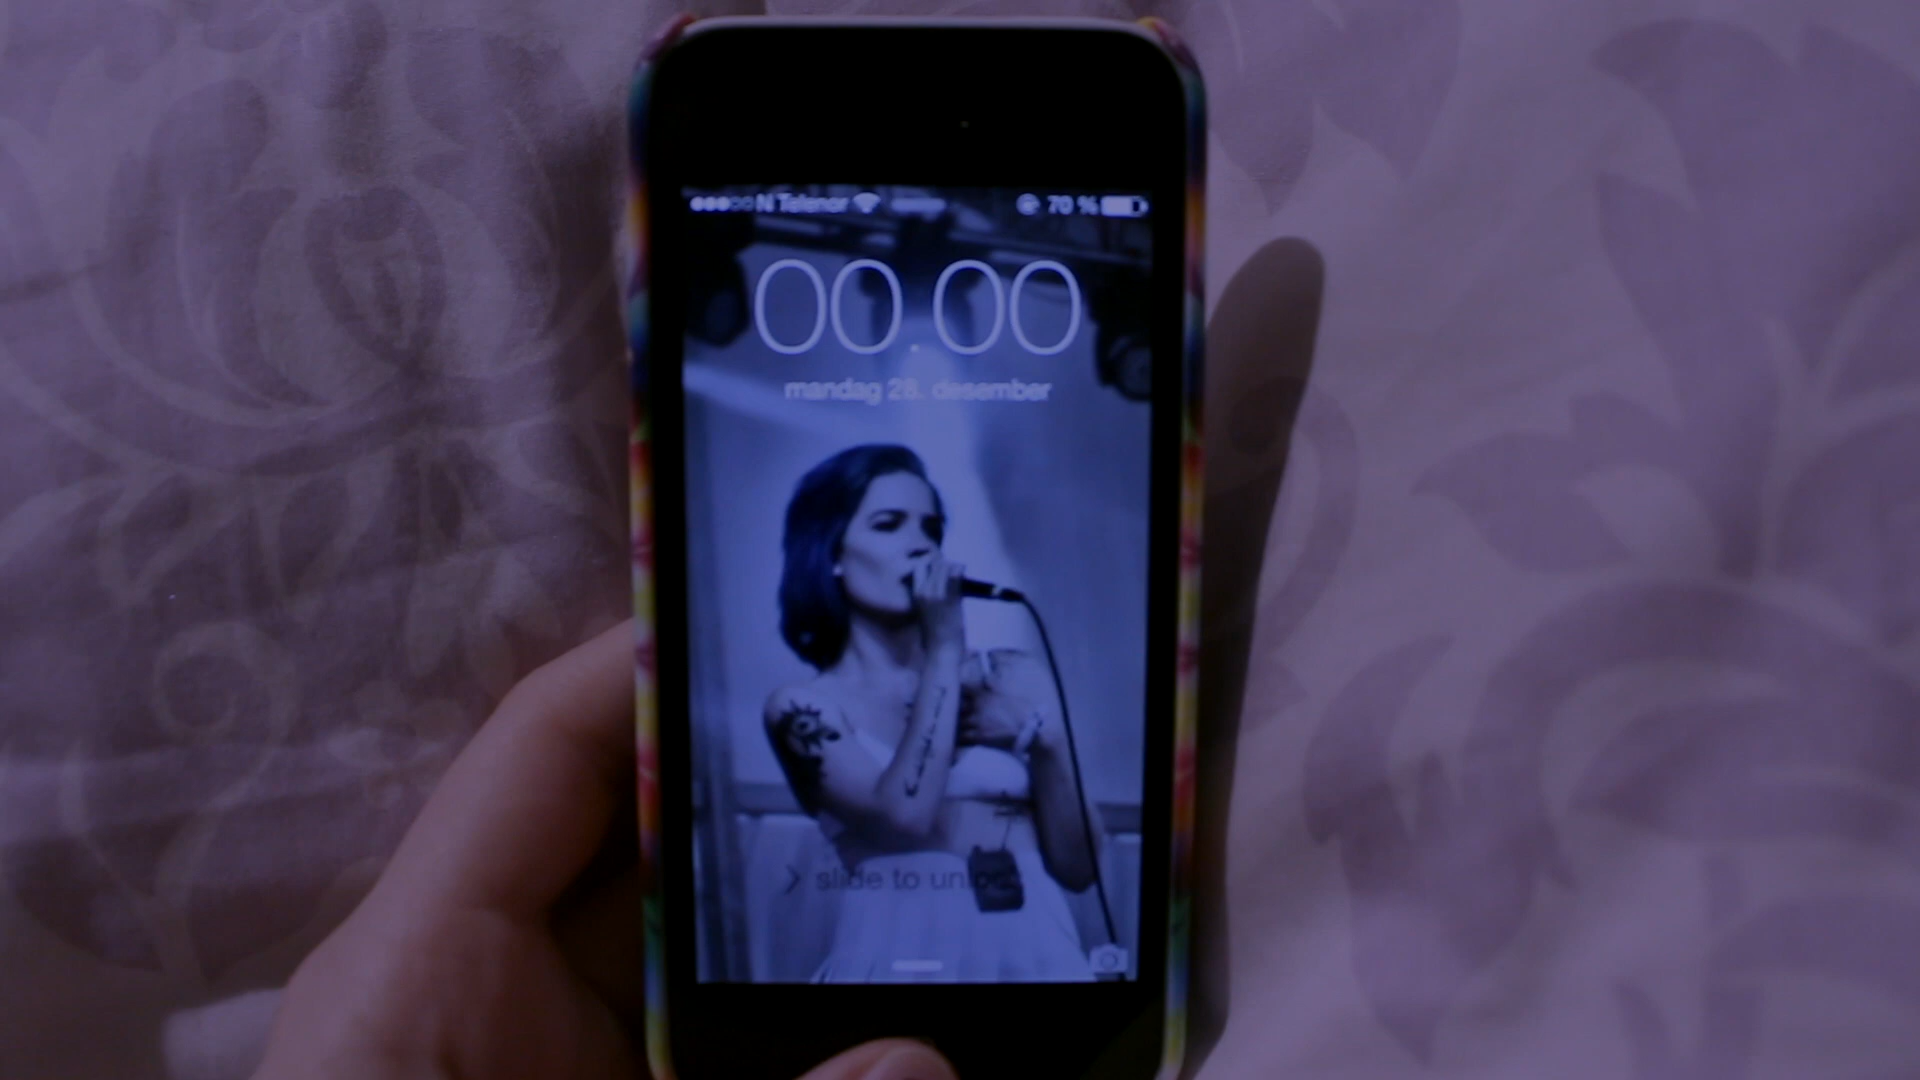 N Telenor 70 %
00.00
mandag 28. desember
slide to unlock